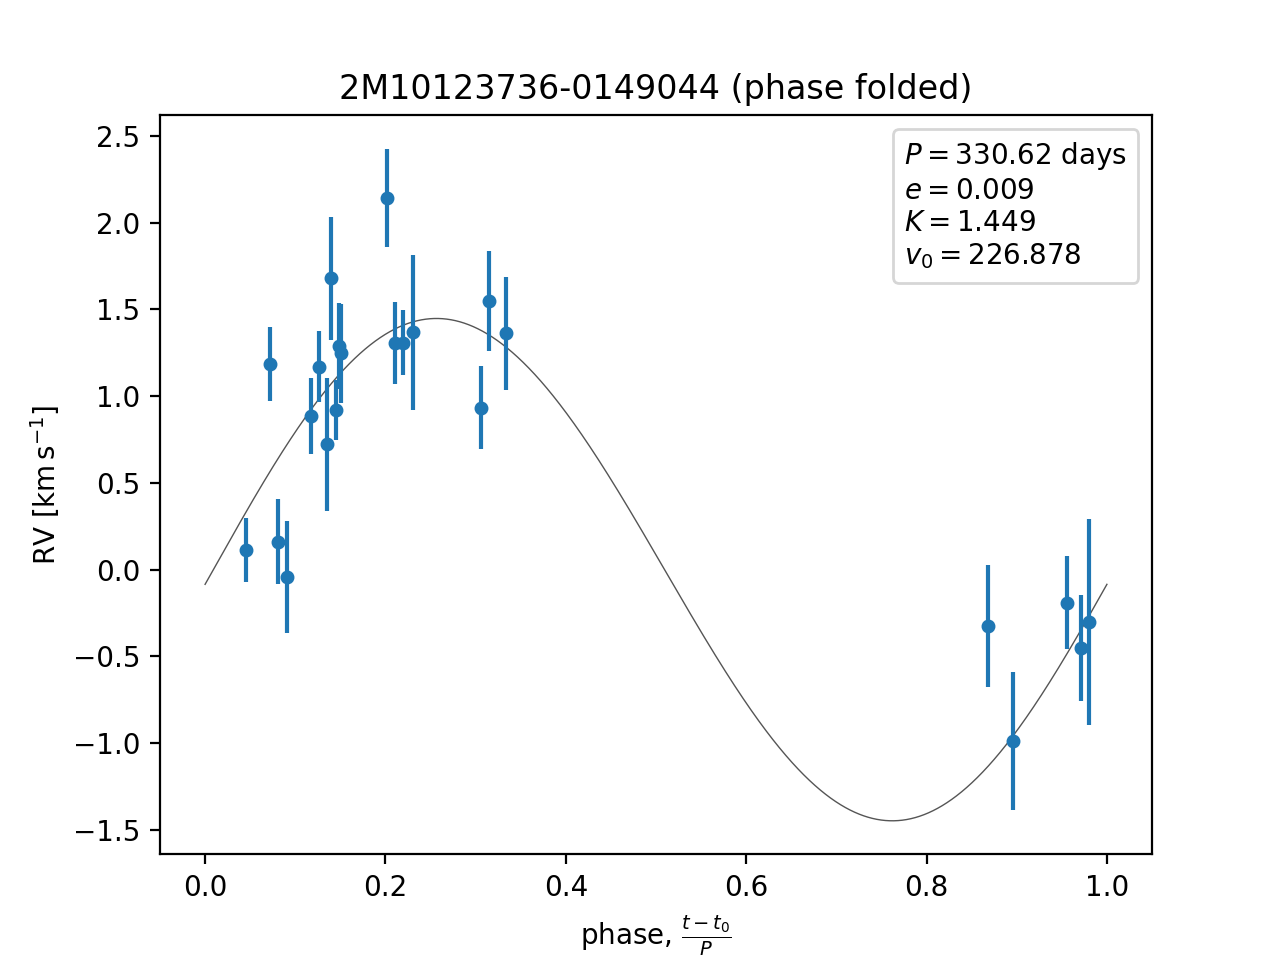 2M10123736-0149044 (phase folded)
P = 330.62 days
e = 0.009
K = 1.449
v₀ = 226.878
2.5
2.0
1.5
1.0
0.5
0.0
−0.5
−1.0
−1.5
RV [km s⁻¹]
0.0 0.2 0.4 0.6 0.8 1.0
phase, (t − t₀)/P